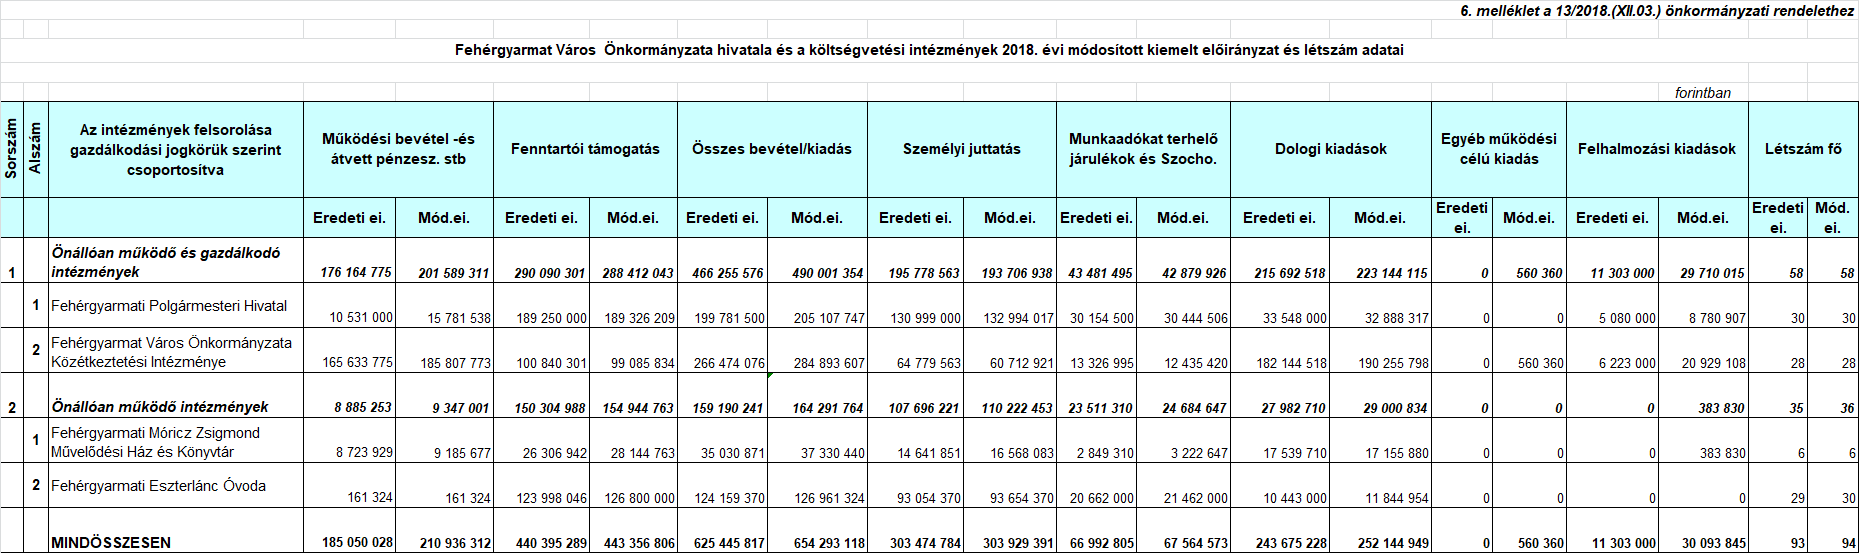 6. melléklet a 13/2018.(XII.03.) önkormányzati rendelethez
Fehérgyarmat Város Önkormányzata hivatala és a költségvetési intézmények 2018. évi módosított kiemelt előirányzat és létszám adatai
forintban
Sorszám Alszám Az intézmények felsorolása gazdálkodási jogkörük szerint csoportosítva Működési bevétel -és átvett pénzesz. stb Fenntartói támogatás Összes bevétel/kiadás Személyi juttatás Munkaadókat terhelő járulékok és Szocho. Dologi kiadások Egyéb működési célú kiadás Felhalmozási kiadások Létszám fő
Eredeti ei. Mód.ei. Eredeti ei. Mód.ei. Eredeti ei. Mód.ei. Eredeti ei. Mód.ei. Eredeti ei. Mód.ei. Eredeti ei. Mód.ei. Eredeti ei. Mód.ei. Eredeti ei. Mód.ei. Eredeti ei. Mód. ei.
1 Önállóan működő és gazdálkodó intézmények 176 164 775 201 589 311 290 090 301 288 412 043 466 255 576 490 001 354 195 778 563 193 706 938 43 481 495 42 879 926 215 692 518 223 144 115 0 560 360 11 303 000 29 710 015 58 58
1 Fehérgyarmati Polgármesteri Hivatal 10 531 000 15 781 538 189 250 000 189 326 209 199 781 500 205 107 747 130 999 000 132 994 017 30 154 500 30 444 506 33 548 000 32 888 317 0 0 5 080 000 8 780 907 30 30
2 Fehérgyarmat Város Önkormányzata Közétkeztetési Intézménye 165 633 775 185 807 773 100 840 301 99 085 834 266 474 076 284 893 607 64 779 563 60 712 921 13 326 995 12 435 420 182 144 518 190 255 798 0 560 360 6 223 000 20 929 108 28 28
2 Önállóan működő intézmények 8 885 253 9 347 001 150 304 988 154 944 763 159 190 241 164 291 764 107 696 221 110 222 453 23 511 310 24 684 647 27 982 710 29 000 834 0 0 0 383 830 35 36
1 Fehérgyarmati Móricz Zsigmond Művelődési Ház és Könyvtár 8 723 929 9 185 677 26 306 942 28 144 763 35 030 871 37 330 440 14 641 851 16 568 083 2 849 310 3 222 647 17 539 710 17 155 880 0 0 0 383 830 6 6
2 Fehérgyarmati Eszterlánc Óvoda 161 324 161 324 123 998 046 126 800 000 124 159 370 126 961 324 93 054 370 93 654 370 20 662 000 21 462 000 10 443 000 11 844 954 0 0 0 0 29 30
MINDÖSSZESEN 185 050 028 210 936 312 440 395 289 443 356 806 625 445 817 654 293 118 303 474 784 303 929 391 66 992 805 67 564 573 243 675 228 252 144 949 0 560 360 11 303 000 30 093 845 93 94